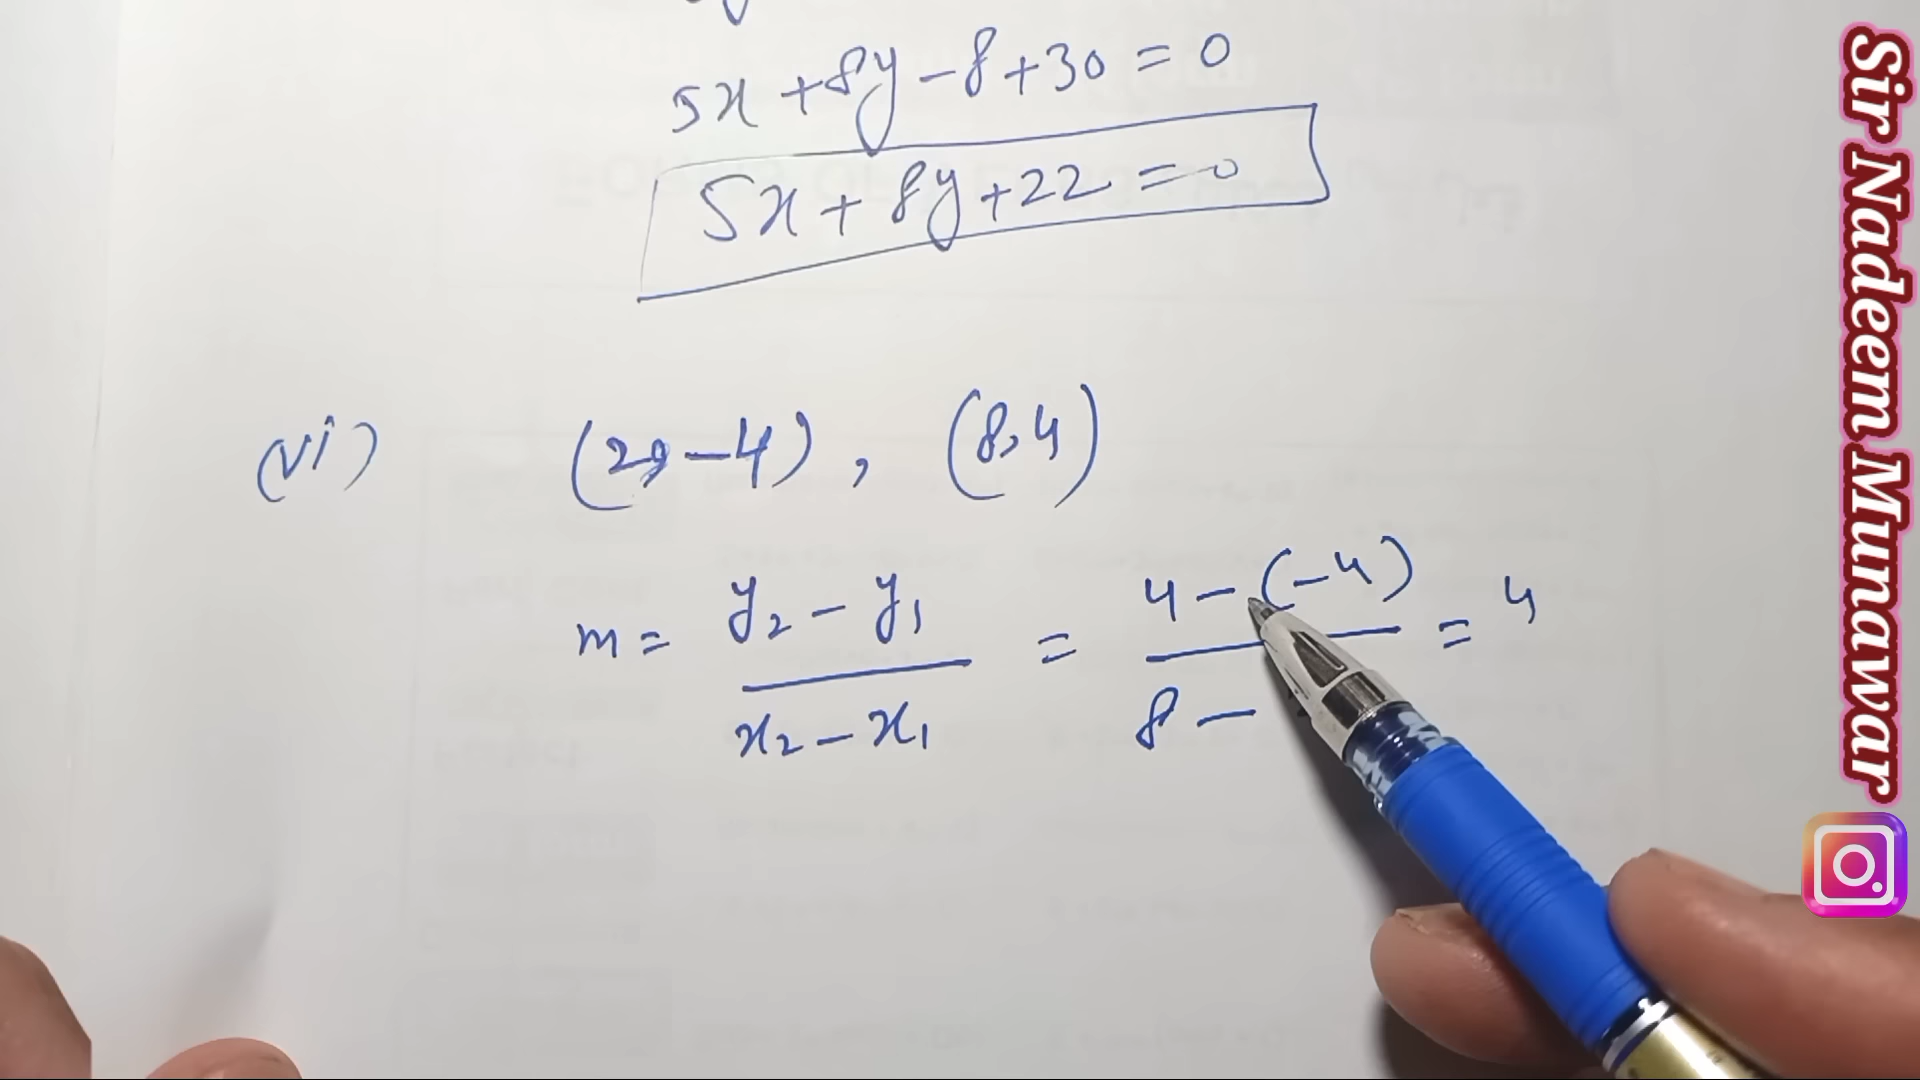 5x + 8y - 8 + 30 = 0
5x + 8y + 22 = 0
(vi) (2, -4), (8, 4)
m = y₂ - y₁ / x₂ - x₁ = 4 - (-4) / 8 - = 4
Sir Nadeem Munawar